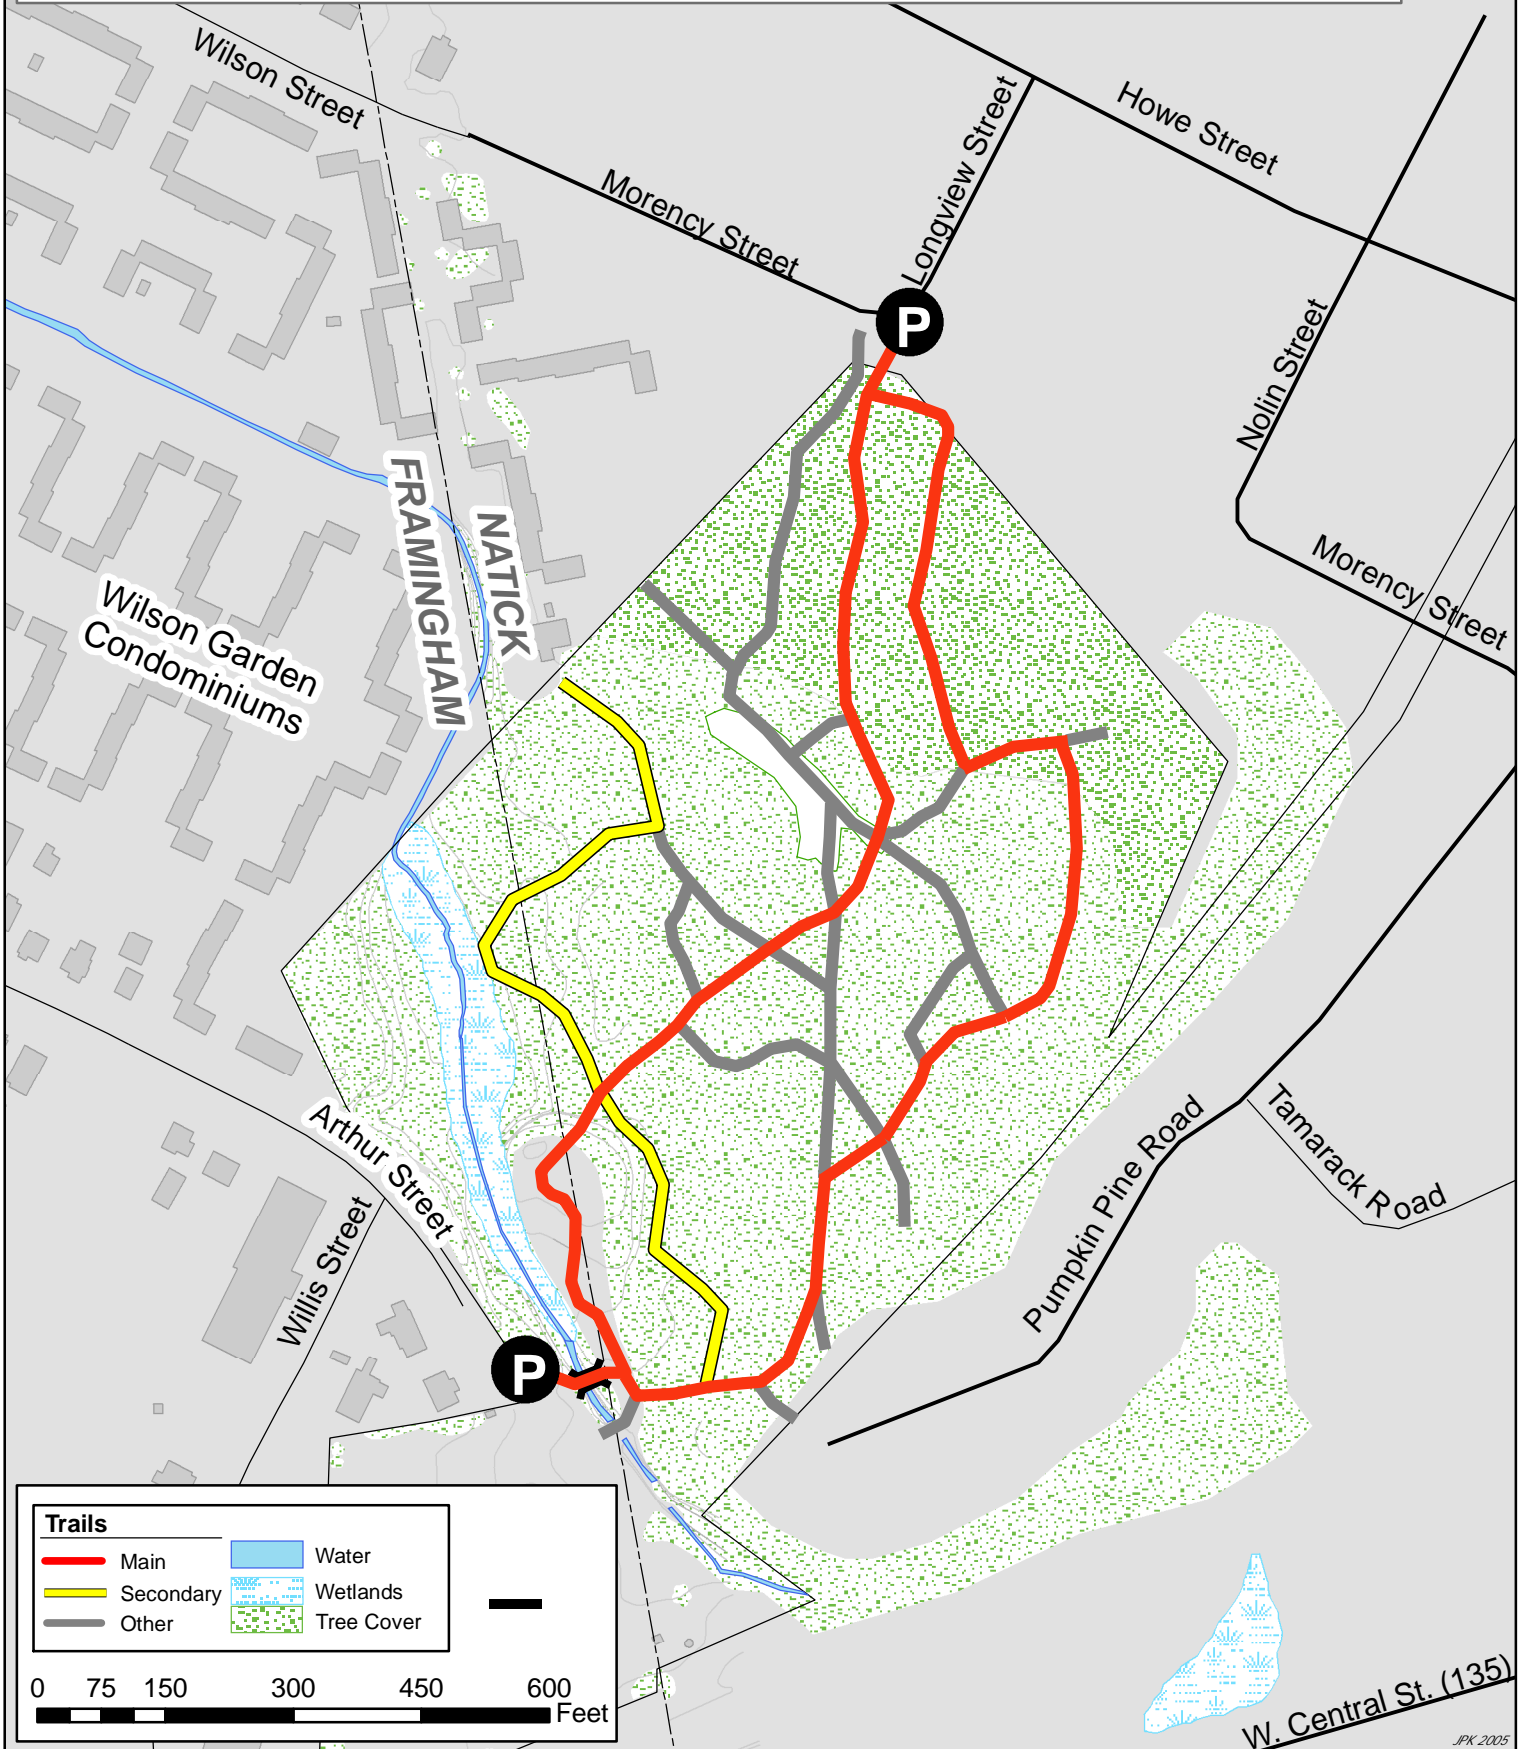 Wilson Street
Howe Street
Longview Street
Morency Street
P
Nolin Street
FRAMINGHAM
NATICK
Morency Street
Wilson Garden
Condominiums
Arthur Street
Tamarack Road
Pumpkin Pine Road
Willis Street
P
Trails
Main
Secondary
Other
Water
Wetlands
Tree Cover
0 75 150 300 450 600
Feet
W. Central St. (135)
JPK 2005